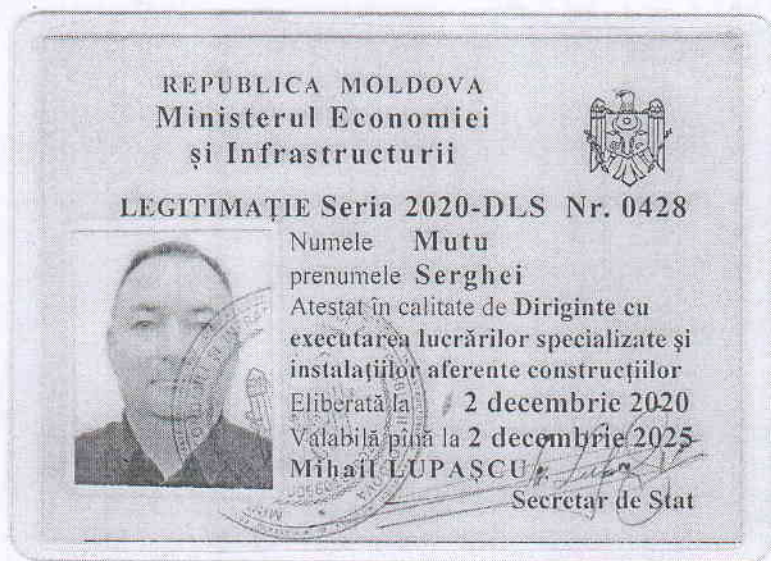 REPUBLICA MOLDOVA
Ministerul Economiei
și Infrastructurii
LEGITIMAȚIE Seria 2020-DLS Nr. 0428
Numele Mutu
prenumele Serghei
Atestat în calitate de Diriginte cu
executarea lucrărilor specializate și
instalațiilor aferente construcțiilor
Eliberată la 2 decembrie 2020
Valabilă pînă la 2 decembrie 2025
Mihail LUPAȘCU
Secretar de Stat